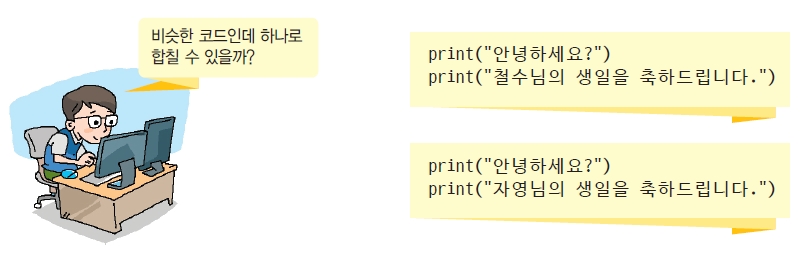 비슷한 코드인데 하나로
합칠 수 있을까?
print("안녕하세요?")
print("철수님의 생일을 축하드립니다.")
print("안녕하세요?")
print("자영님의 생일을 축하드립니다.")